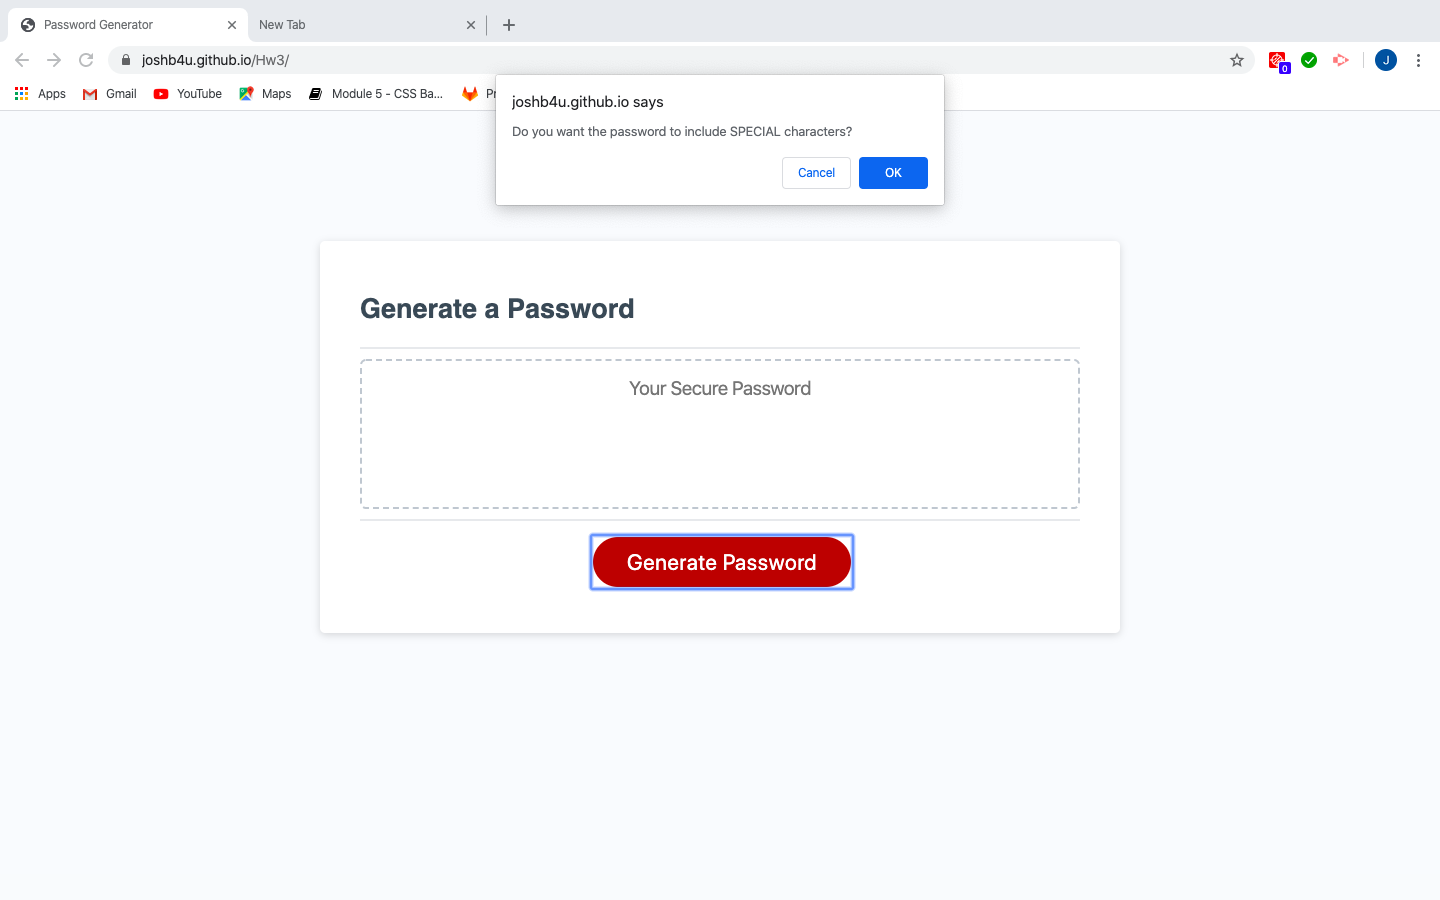 Password Generator
New Tab
joshb4u.github.io/Hw3/
0
J
Apps
Gmail
YouTube
Maps
Module 5 - CSS Ba...
Pr
joshb4u.github.io says
Do you want the password to include SPECIAL characters?
Cancel
OK
Generate a Password
Your Secure Password
Generate Password